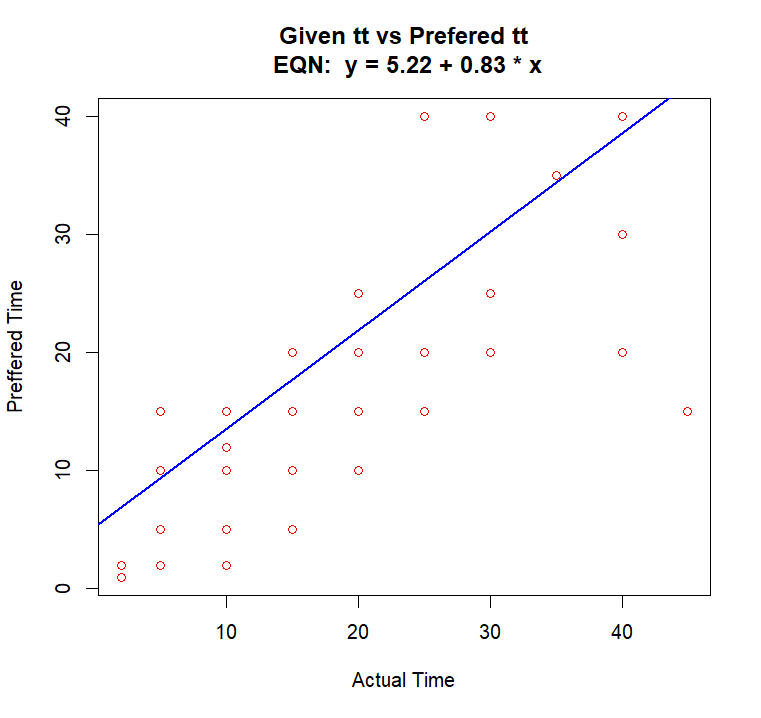 Given tt vs Prefered tt
EQN:  y = 5.22 + 0.83 * x
40
30
20
10
0
Preffered Time
10
20
30
40
Actual Time